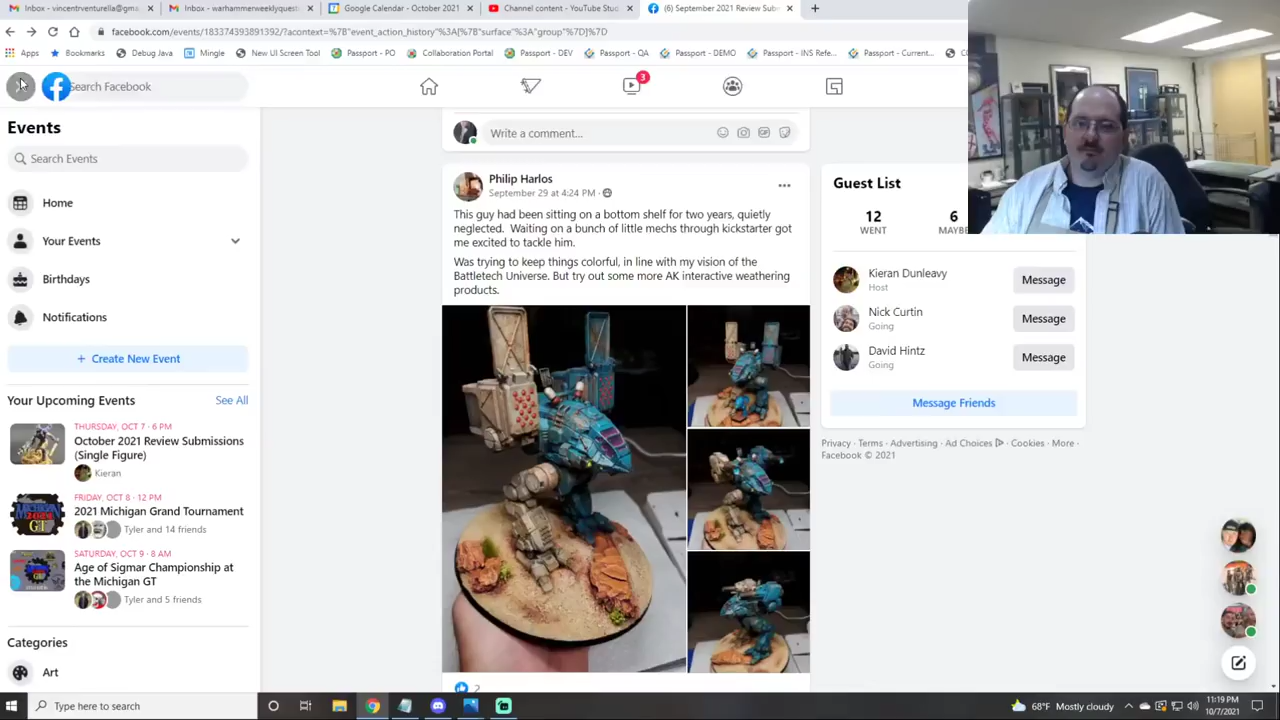 Inbox - vincentrventurella@gma
Inbox - warhammerweeklyquest
Google Calendar - October 2021
Channel content - YouTube Stud
(6) September 2021 Review Sub
facebook.com/events/183374393891392/?acontext=%7B"event_action_history"%3A[%7B"surface"%3A"group"%7D]%7D
Apps
Bookmarks
Debug Java
Mingle
New UI Screen Tool
Passport - PO
Collaboration Portal
Passport - DEV
Passport - QA
Passport - DEMO
Passport - INS Refe...
Passport - Current...
Search Facebook
3
Events
Search Events
Home
Your Events
Birthdays
Notifications
+ Create New Event
Your Upcoming Events
See All
THURSDAY, OCT 7 · 6 PM
October 2021 Review Submissions
(Single Figure)
Kieran
FRIDAY, OCT 8 · 12 PM
2021 Michigan Grand Tournament
Tyler and 14 friends
SATURDAY, OCT 9 · 8 AM
Age of Sigmar Championship at
the Michigan GT
Tyler and 5 friends
Categories
Art
Write a comment...
Philip Harlos
September 29 at 4:24 PM ·
This guy had been sitting on a bottom shelf for two years, quietly
neglected. Waiting on a bunch of little mechs through kickstarter got
me excited to tackle him.
Was trying to keep things colorful, in line with my vision of the
Battletech Universe. But try out some more AK interactive weathering
products.
2
Guest List
12
WENT
6
MAYBE
Kieran Dunleavy
Host
Message
Nick Curtin
Going
Message
David Hintz
Going
Message
Message Friends
Privacy · Terms · Advertising · Ad Choices · Cookies · More ·
Facebook © 2021
Type here to search
68°F Mostly cloudy
11:19 PM
10/7/2021